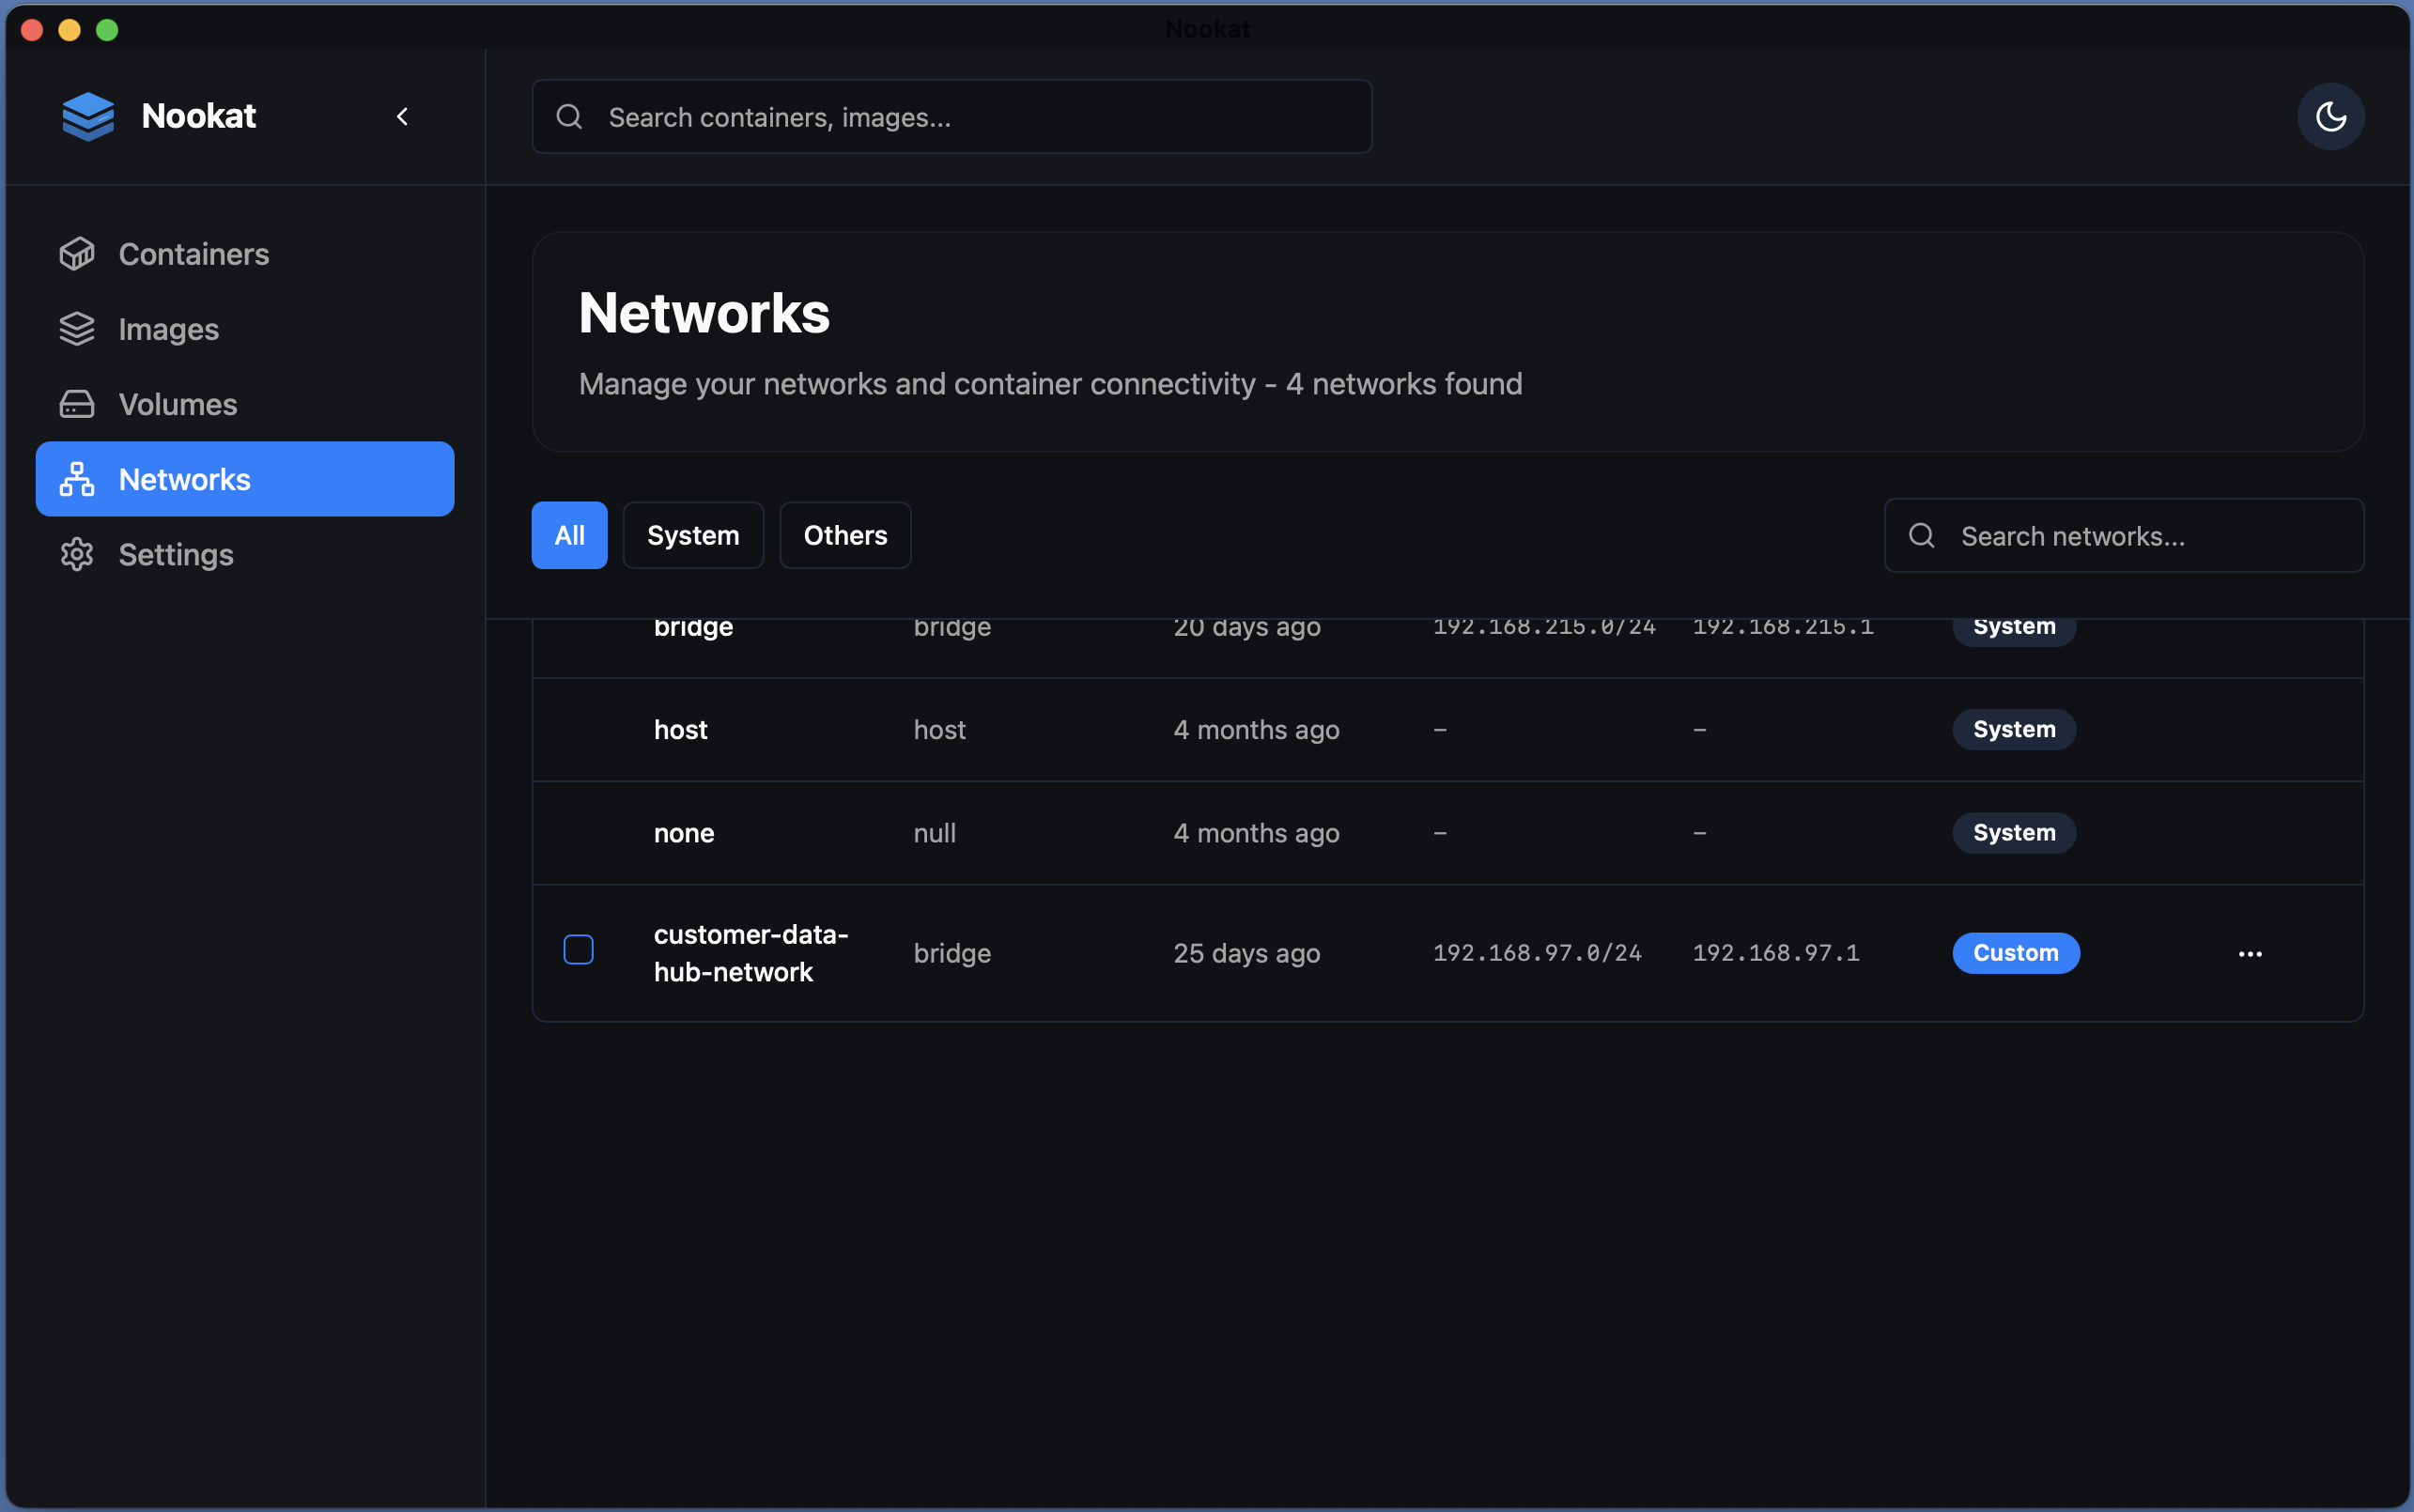 Nookat
Nookat
Search containers, images...
Containers
Images
Volumes
Networks
Settings
Networks
Manage your networks and container connectivity - 4 networks found
All System Others Search networks...
bridge bridge 20 days ago 192.168.215.0/24 192.168.215.1 System
host host 4 months ago – – System
none null 4 months ago – – System
customer-data-
hub-network bridge 25 days ago 192.168.97.0/24 192.168.97.1 Custom